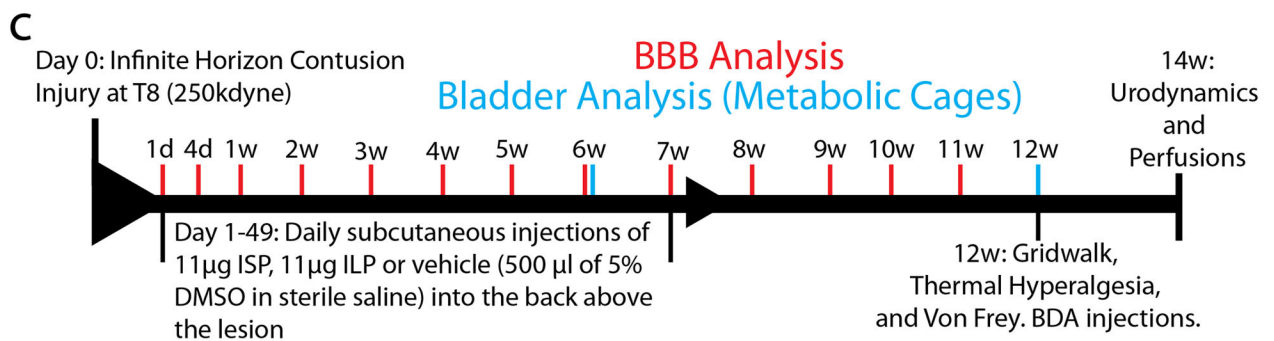 C
Day 0: Infinite Horizon Contusion
Injury at T8 (250kdyne)
BBB Analysis
Bladder Analysis (Metabolic Cages)
14w:
Urodynamics
and
Perfusions
1d 4d 1w 2w 3w 4w 5w 6w 7w 8w 9w 10w 11w 12w
Day 1-49: Daily subcutaneous injections of
11µg ISP, 11µg ILP or vehicle (500 µl of 5%
DMSO in sterile saline) into the back above
the lesion
12w: Gridwalk,
Thermal Hyperalgesia,
and Von Frey. BDA injections.